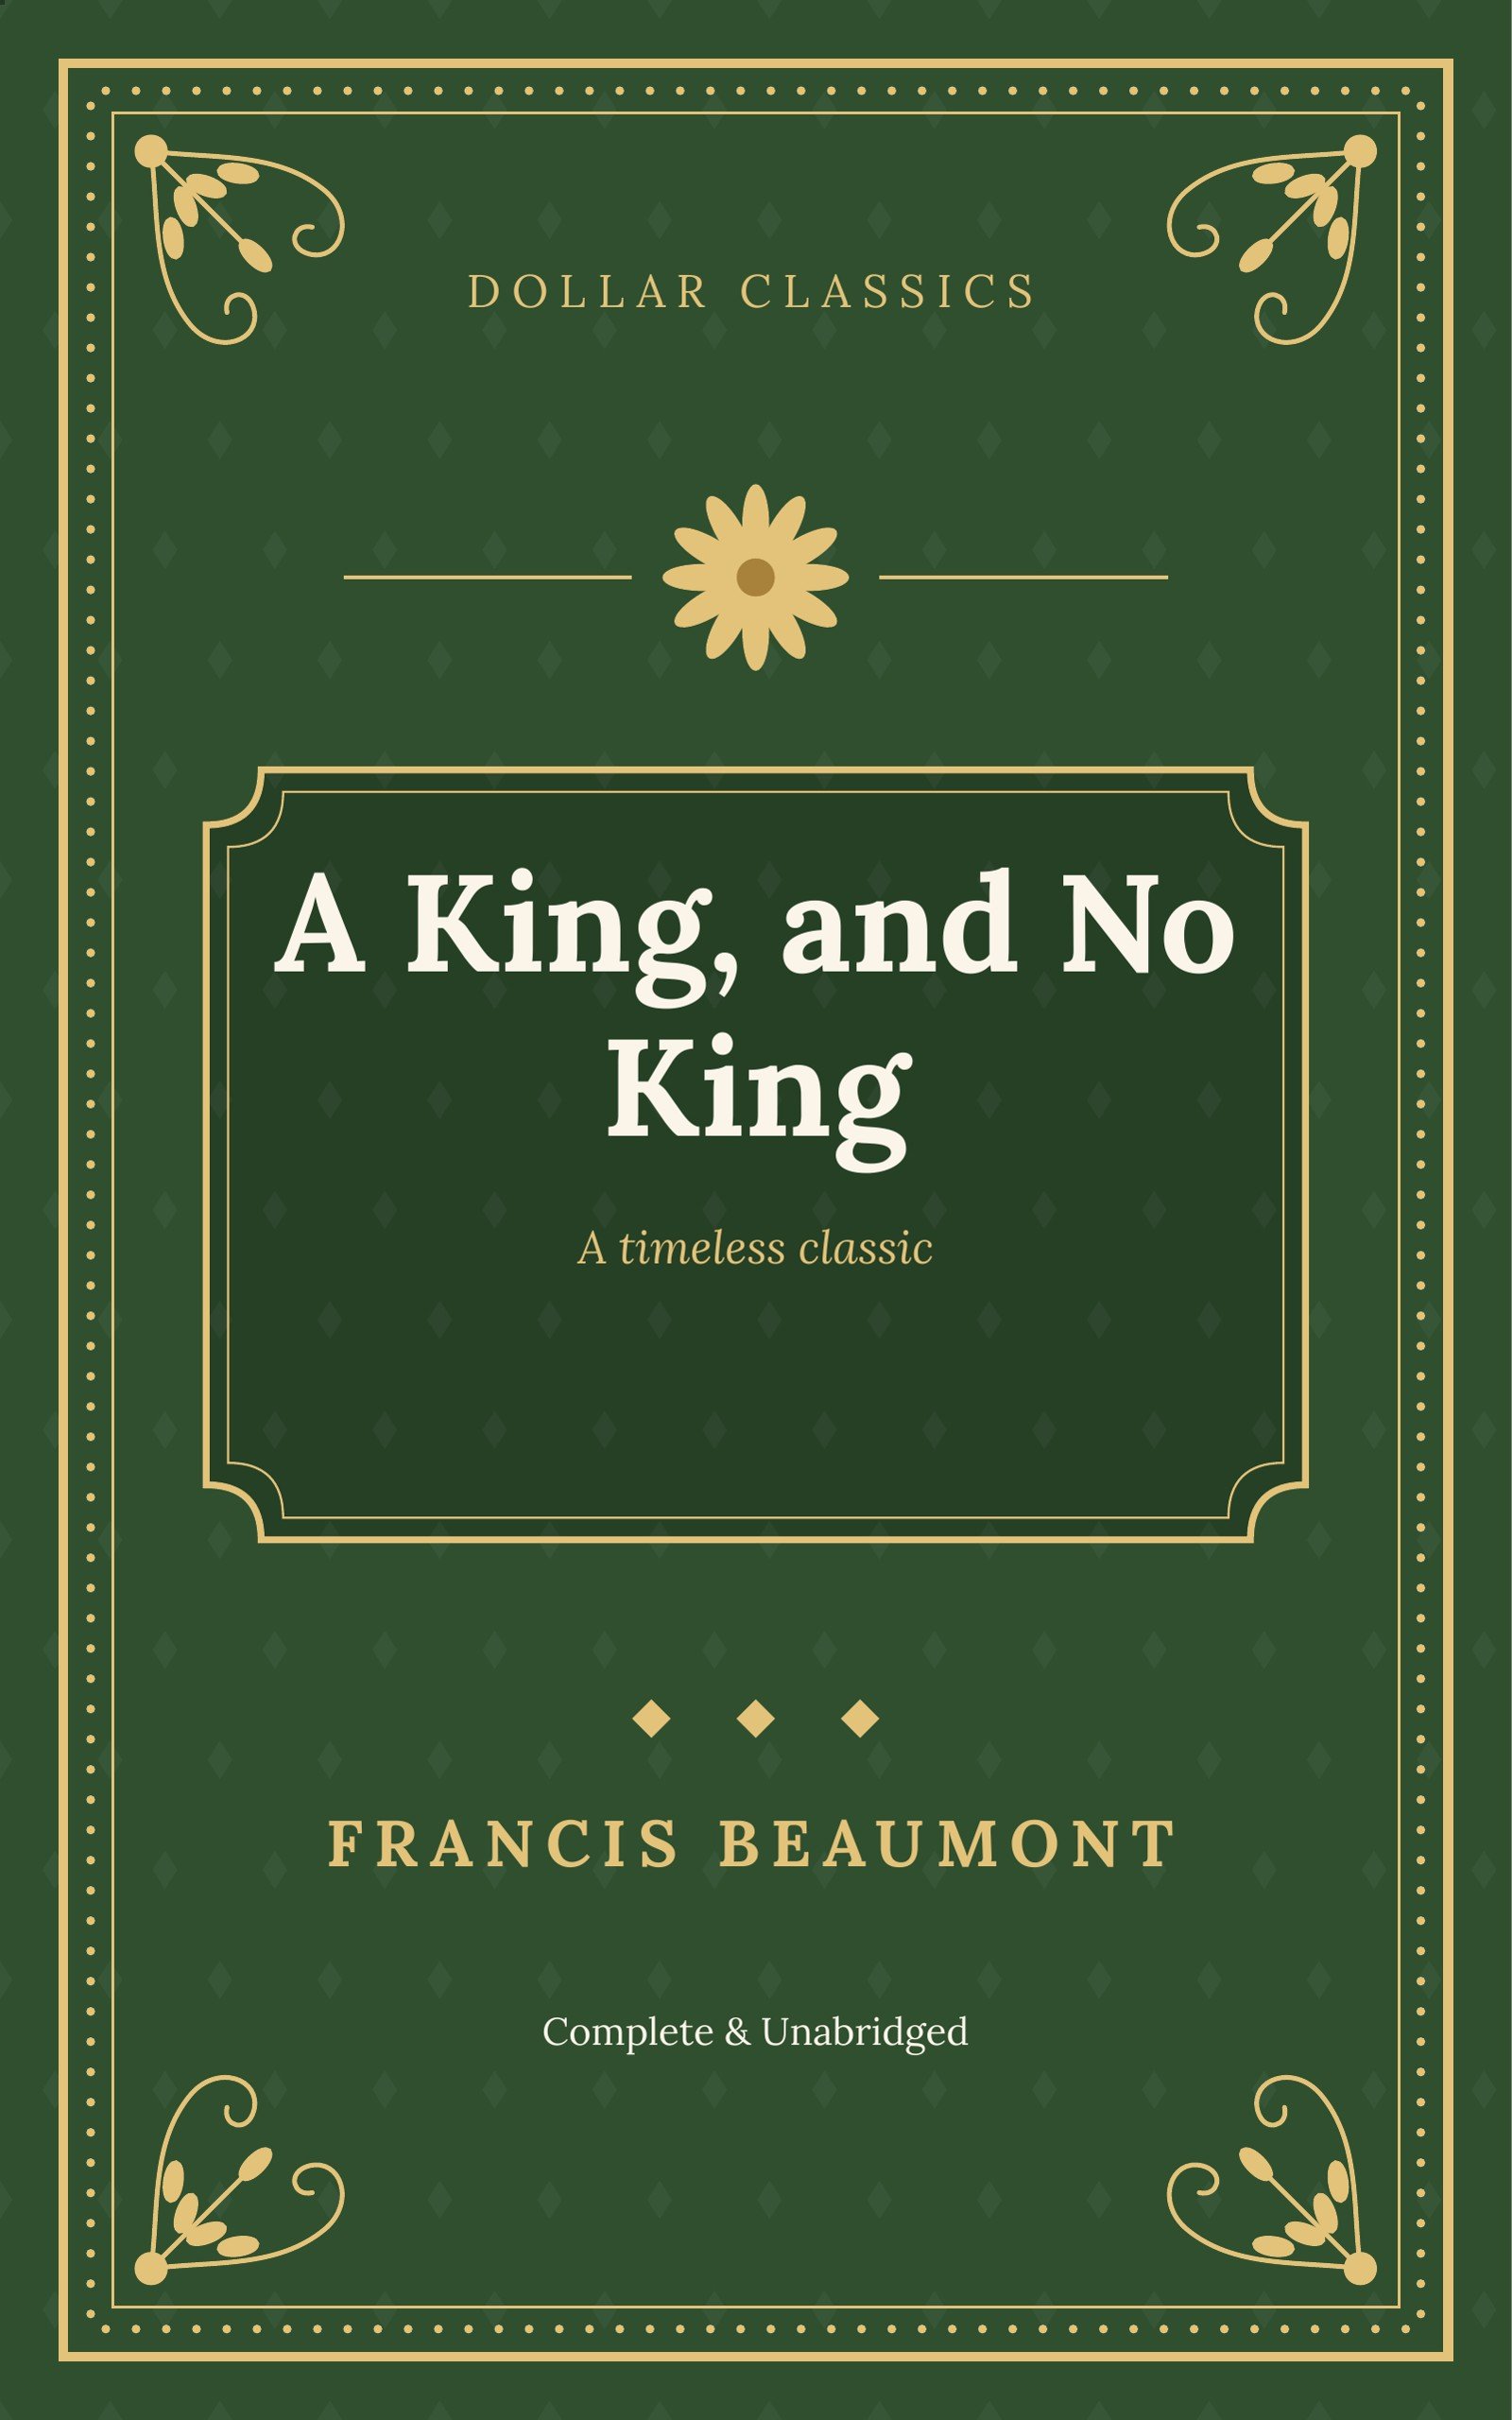 DOLLAR CLASSICS
A King, and No
King
A timeless classic
FRANCIS BEAUMONT
Complete & Unabridged